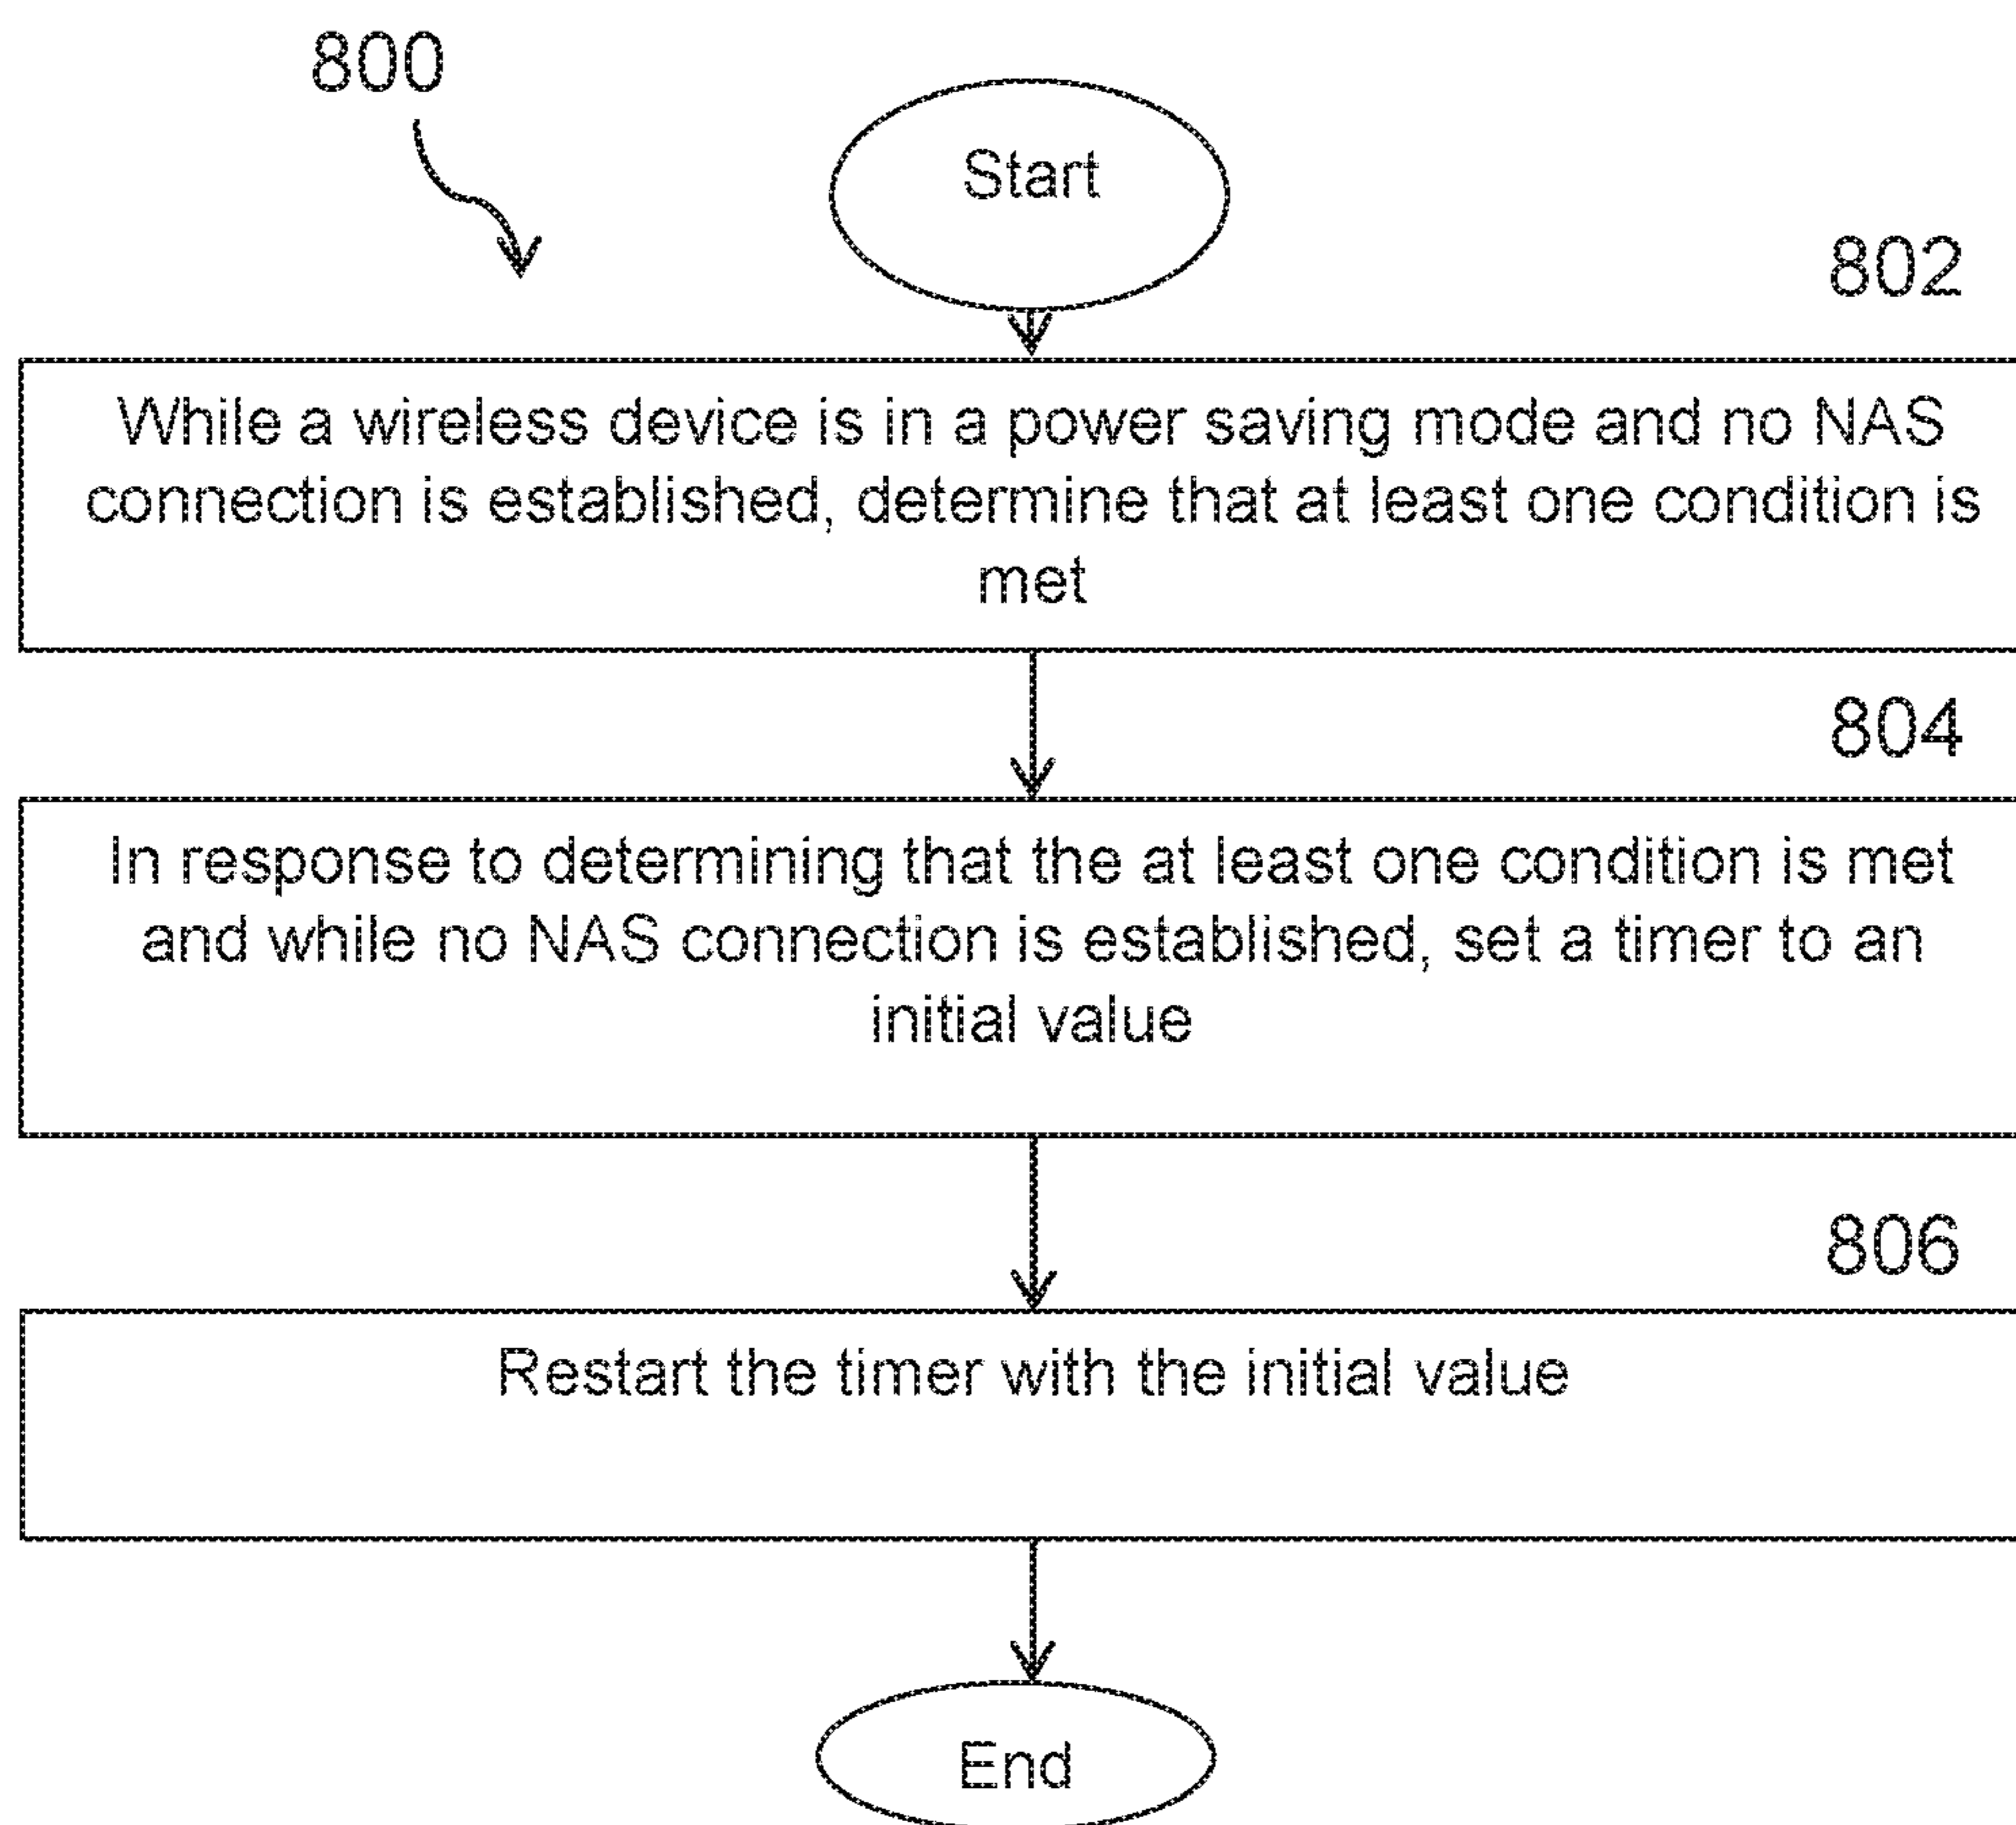 800
Start
802
While a wireless device is in a power saving mode and no NAS
connection is established, determine that at least one condition is
met
804
In response to determining that the at least one condition is met
and while no NAS connection is established, set a timer to an
initial value
806
Restart the timer with the initial value
End